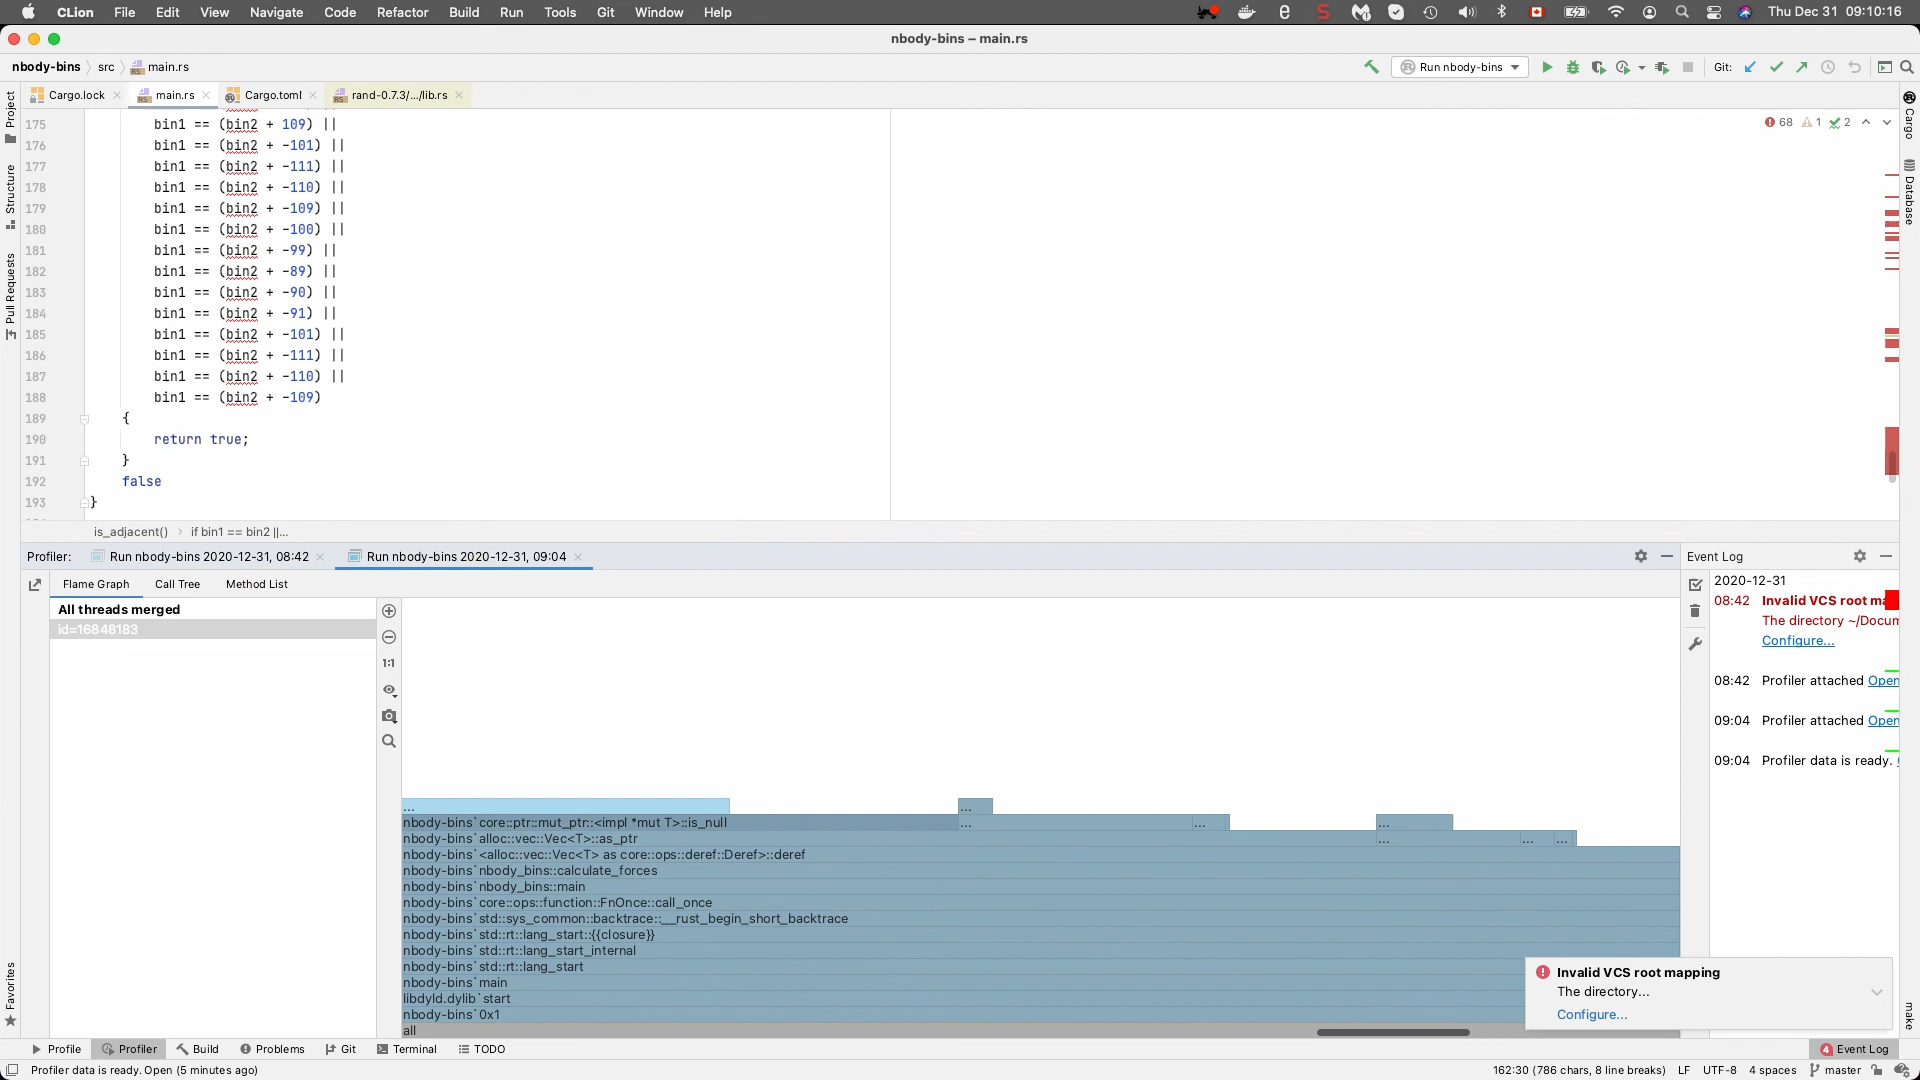 CLion File Edit View Navigate Code Refactor Build Run Tools Git Window Help Thu Dec 31 09:10:16
nbody-bins – main.rs
nbody-bins src main.rs Run nbody-bins Git:
Cargo.lock main.rs Cargo.toml rand-0.7.3/.../lib.rs
68 1 2
175 bin1 == (bin2 + 109) ||
176 bin1 == (bin2 + -101) ||
177 bin1 == (bin2 + -111) ||
178 bin1 == (bin2 + -110) ||
179 bin1 == (bin2 + -109) ||
180 bin1 == (bin2 + -100) ||
181 bin1 == (bin2 + -99) ||
182 bin1 == (bin2 + -89) ||
183 bin1 == (bin2 + -90) ||
184 bin1 == (bin2 + -91) ||
185 bin1 == (bin2 + -101) ||
186 bin1 == (bin2 + -111) ||
187 bin1 == (bin2 + -110) ||
188 bin1 == (bin2 + -109)
189 {
190 return true;
191 }
192 false
193 }
is_adjacent() if bin1 == bin2 ||...
Project
Structure
Pull Requests
Favorites
Cargo
Database
make
Profiler: Run nbody-bins 2020-12-31, 08:42 Run nbody-bins 2020-12-31, 09:04
Flame Graph Call Tree Method List
All threads merged
id=16848183
1:1
... ...
nbody-bins`core::ptr::mut_ptr::<impl *mut T>::is_null ... ... ...
nbody-bins`alloc::vec::Vec<T>::as_ptr ... ... ...
nbody-bins`<alloc::vec::Vec<T> as core::ops::deref::Deref>::deref
nbody-bins`nbody_bins::calculate_forces
nbody-bins`nbody_bins::main
nbody-bins`core::ops::function::FnOnce::call_once
nbody-bins`std::sys_common::backtrace::__rust_begin_short_backtrace
nbody-bins`std::rt::lang_start::{{closure}}
nbody-bins`std::rt::lang_start_internal
nbody-bins`std::rt::lang_start
nbody-bins`main
libdyld.dylib`start
nbody-bins`0x1
all
Event Log
2020-12-31
08:42 Invalid VCS root ma
The directory ~/Docum
Configure...
08:42 Profiler attached Open
09:04 Profiler attached Open
09:04 Profiler data is ready.
Invalid VCS root mapping
The directory...
Configure...
Profile Profiler Build Problems Git Terminal TODO 4 Event Log
Profiler data is ready. Open (5 minutes ago) 162:30 (786 chars, 8 line breaks) LF UTF-8 4 spaces master